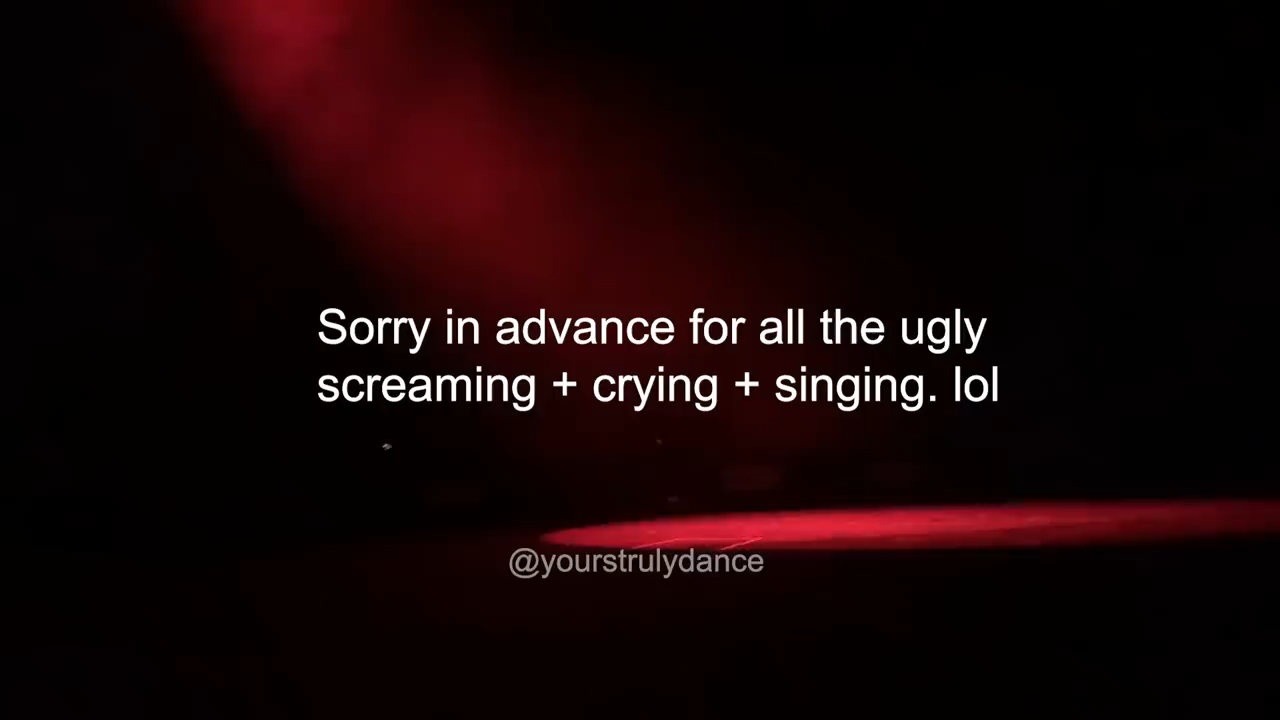 Sorry in advance for all the ugly
screaming + crying + singing. lol
@yourstrulydance